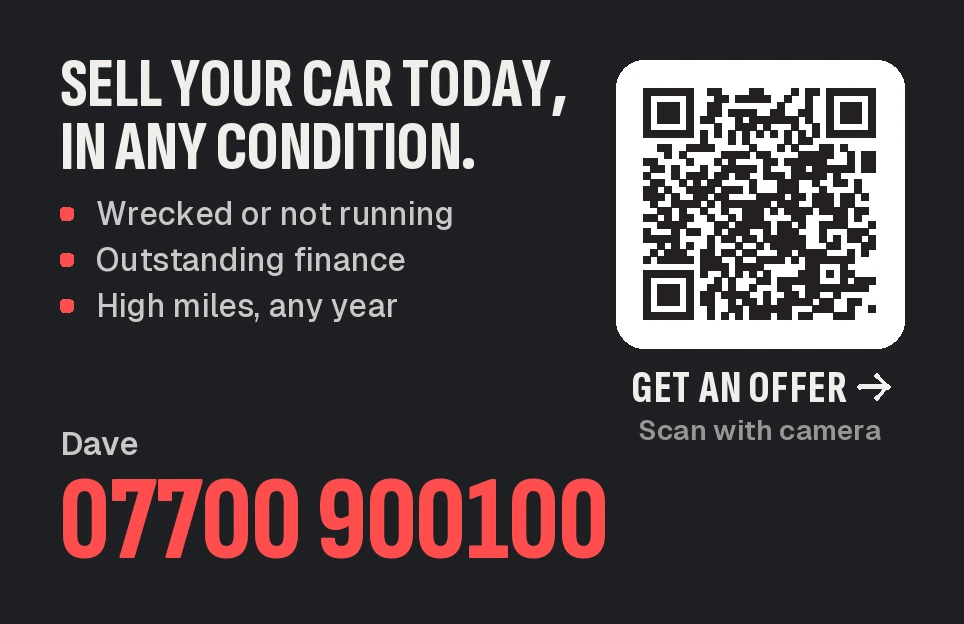 SELL YOUR CAR TODAY,
IN ANY CONDITION.
Wrecked or not running
Outstanding finance
High miles, any year
GET AN OFFER →
Scan with camera
Dave
07700 900100